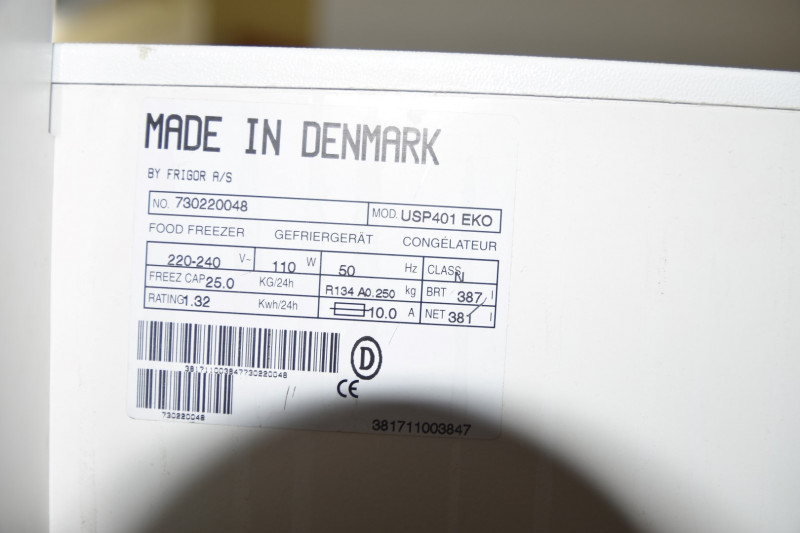 MADE IN DENMARK
BY FRIGOR A/S
NO. 730220048 MOD. USP401 EKO
FOOD FREEZER GEFRIERGERÄT CONGÉLATEUR
220-240 V~ 110 W 50 Hz CLASS N
FREEZ CAP 25.0 KG/24h R134 A0.250 kg BRT 387 l
RATING 1.32 Kwh/24h 10.0 A NET 381 l
D
381711003847730220048
CE
730220048
381711003847